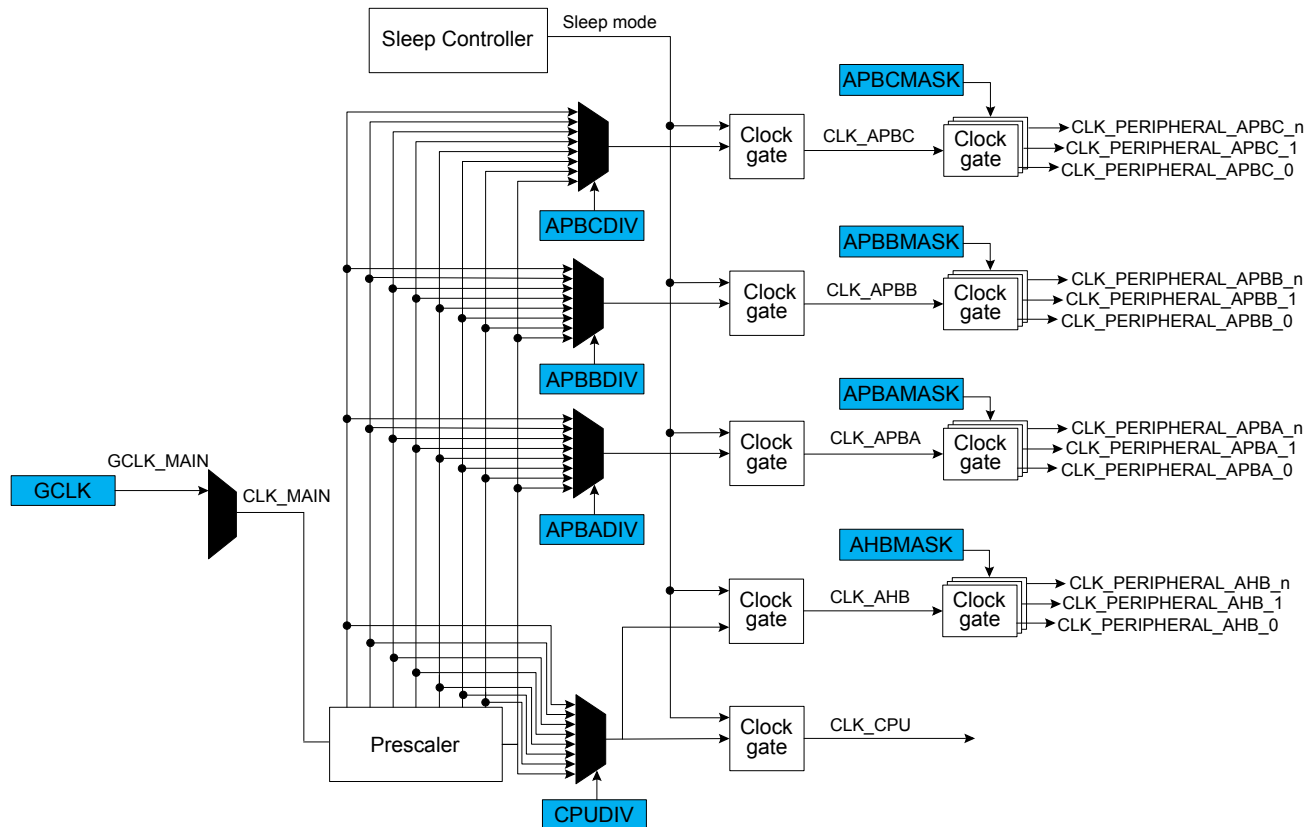 Sleep Controller
Sleep mode
APBCMASK
Clock
gate
CLK_APBC
Clock
gate
CLK_PERIPHERAL_APBC_n
CLK_PERIPHERAL_APBC_1
CLK_PERIPHERAL_APBC_0
APBCDIV
APBBMASK
Clock
gate
CLK_APBB
Clock
gate
CLK_PERIPHERAL_APBB_n
CLK_PERIPHERAL_APBB_1
CLK_PERIPHERAL_APBB_0
APBBDIV
APBAMASK
Clock
gate
CLK_APBA
Clock
gate
CLK_PERIPHERAL_APBA_n
CLK_PERIPHERAL_APBA_1
CLK_PERIPHERAL_APBA_0
GCLK
GCLK_MAIN
CLK_MAIN
APBADIV
AHBMASK
Clock
gate
CLK_AHB
Clock
gate
CLK_PERIPHERAL_AHB_n
CLK_PERIPHERAL_AHB_1
CLK_PERIPHERAL_AHB_0
Prescaler
Clock
gate
CLK_CPU
CPUDIV